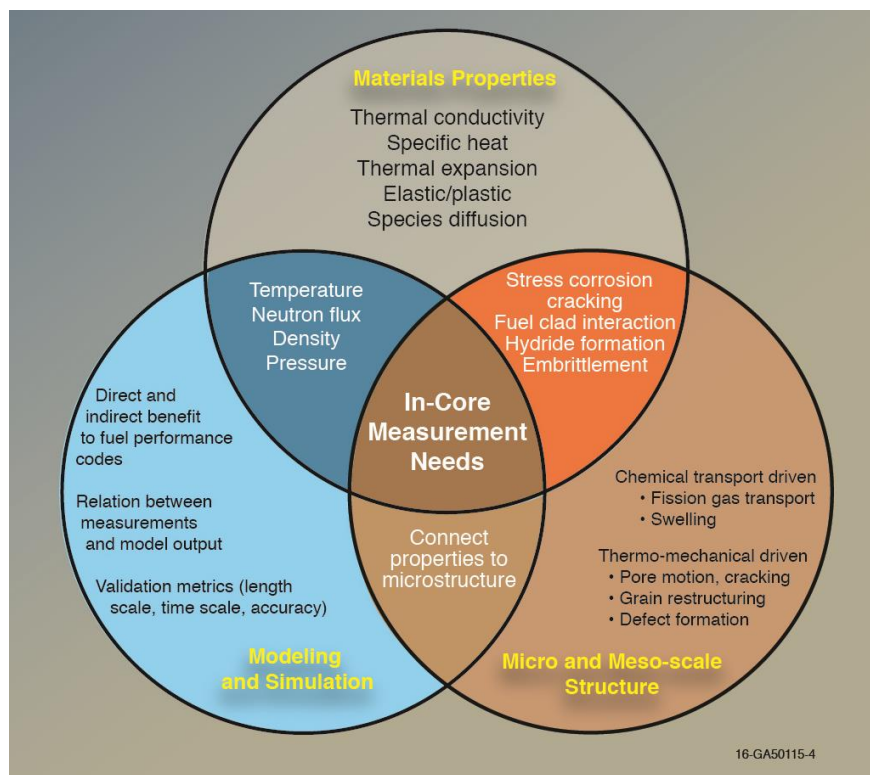 Materials Properties
Thermal conductivity
Specific heat
Thermal expansion
Elastic/plastic
Species diffusion
Temperature
Neutron flux
Density
Pressure
Stress corrosion
cracking
Fuel clad interaction
Hydride formation
Embrittlement
In-Core
Measurement
Needs
Direct and
indirect benefit
to fuel performance
codes
Relation between
measurements
and model output
Validation metrics (length
scale, time scale, accuracy)
Modeling
and Simulation
Connect
properties to
microstructure
Chemical transport driven
• Fission gas transport
• Swelling
Thermo-mechanical driven
• Pore motion, cracking
• Grain restructuring
• Defect formation
Micro and Meso-scale
Structure
16-GA50115-4